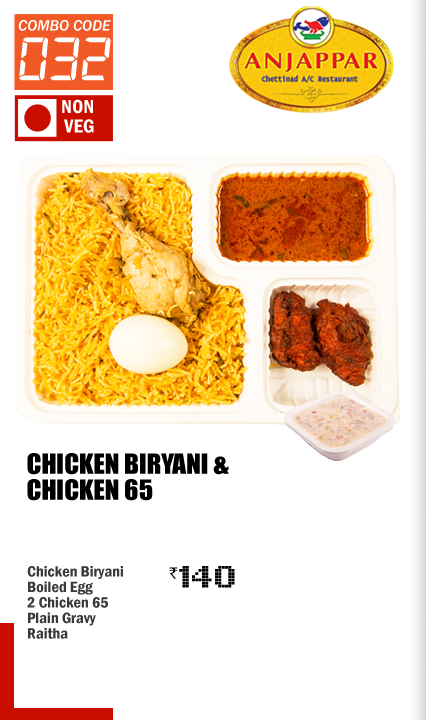 COMBO CODE
032
NON
VEG
ANJAPPAR
Chettinad A/C Restaurant
CHICKEN BIRYANI &
CHICKEN 65
Chicken Biryani
Boiled Egg
2 Chicken 65
Plain Gravy
Raitha
₹140